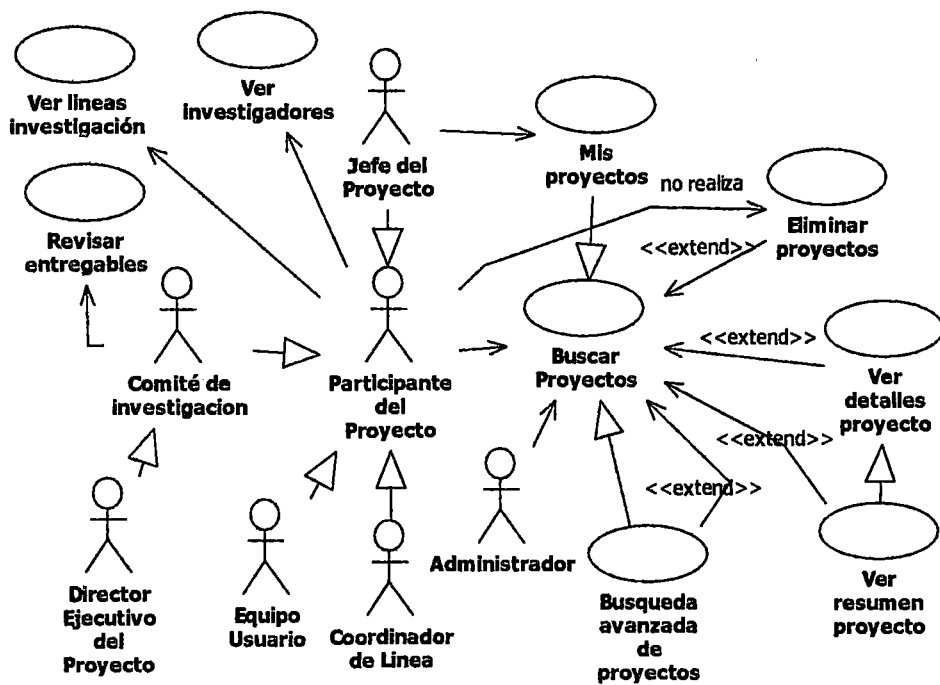 Ver lineas
investigación
Ver
investigadores
Jefe del
Proyecto
Mis
proyectos
no realiza
Eliminar
proyectos
<<extend>>
Revisar
entregables
Comité de
investigacion
Participante
del
Proyecto
Buscar
Proyectos
<<extend>>
Ver
detalles
proyecto
<<extend>>
<<extend>>
Director
Ejecutivo
del
Proyecto
Equipo
Usuario
Coordinador
de Linea
Administrador
Busqueda
avanzada
de
proyectos
Ver
resumen
proyecto